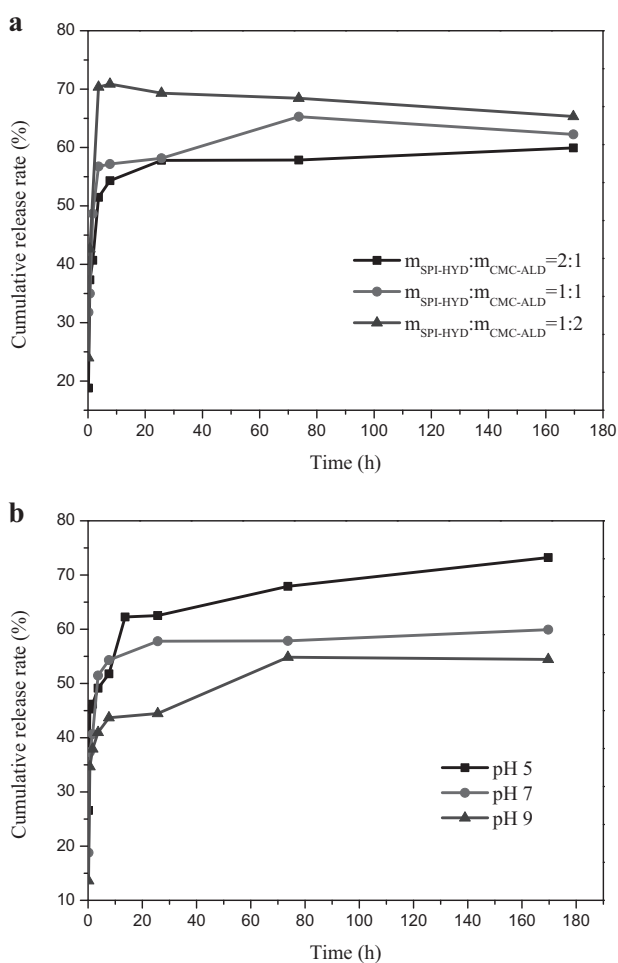 a
Cumulative release rate (%)
80
70
60
50
40
30
20
m_SPI-HYD:m_CMC-ALD=2:1
m_SPI-HYD:m_CMC-ALD=1:1
m_SPI-HYD:m_CMC-ALD=1:2
0 20 40 60 80 100 120 140 160 180
Time (h)
b
Cumulative release rate (%)
80
70
60
50
40
30
20
10
pH 5
pH 7
pH 9
0 20 40 60 80 100 120 140 160 180
Time (h)